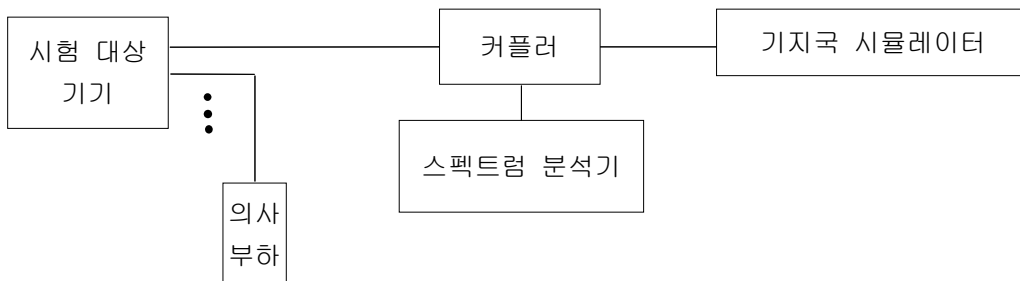 시험 대상
기기
커플러
기지국 시뮬레이터
스펙트럼 분석기
의사
부하